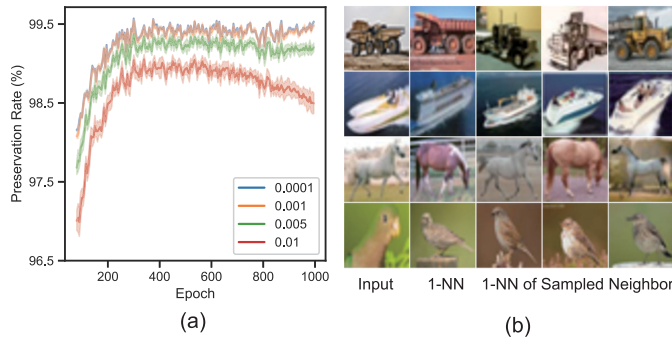 99.5
98.5
97.5
96.5
Preservation Rate (%)
0.0001
0.001
0.005
0.01
200 400 600 800 1000
Epoch
(a)
Input 1-NN 1-NN of Sampled Neighbor
(b)